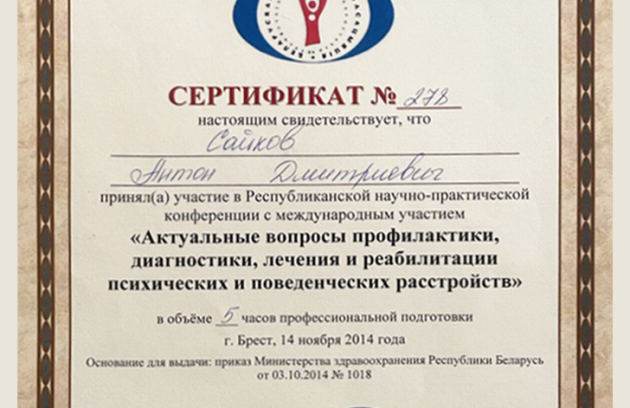 СЕРТИФИКАТ № 278
настоящим свидетельствует, что
Сайков
Антон Дмитриевич
принял(а) участие в Республиканской научно-практической
конференции с международным участием
«Актуальные вопросы профилактики,
диагностики, лечения и реабилитации
психических и поведенческих расстройств»
в объёме 5 часов профессиональной подготовки
г. Брест, 14 ноября 2014 года
Основание для выдачи: приказ Министерства здравоохранения Республики Беларусь
от 03.10.2014 № 1018